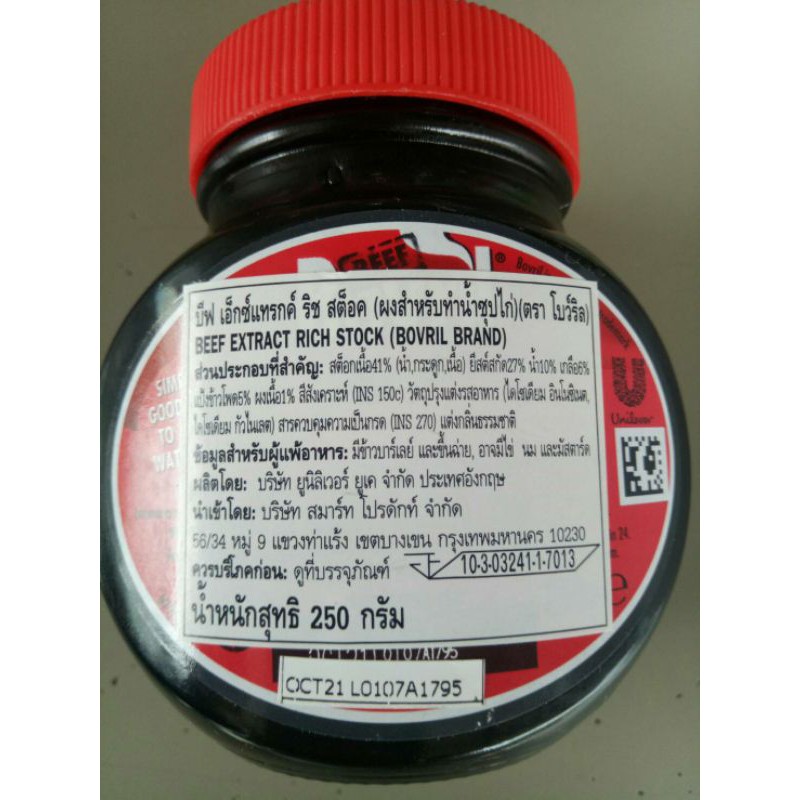 BEEF
®
บีฟ เอ็กซ์แทรกค์ ริช สต็อค (ผงสำหรับทำน้ำซุปไก่)(ตรา โบว์ริล)
BEEF EXTRACT RICH STOCK (BOVRIL BRAND)
ส่วนประกอบที่สำคัญ: สต็อกเนื้อ41% (น้ำ,กระดูก,เนื้อ) ยีสต์สกัด27% น้ำ10% เกลือ6%
แป้งข้าวโพด5% ผงเนื้อ1% สีสังเคราะห์ (INS 150c) วัตถุปรุงแต่งรสอาหาร (ไดโซเดียม อินโนซิเนต,
ไดโซเดียม กัวไนเลต) สารควบคุมความเป็นกรด (INS 270) แต่งกลิ่นธรรมชาติ
ข้อมูลสำหรับผู้แพ้อาหาร: มีข้าวบาร์เลย์ และขึ้นฉ่าย, อาจมีไข่ นม และมัสตาร์ด
ผลิตโดย: บริษัท ยูนิลิเวอร์ ยูเค จำกัด ประเทศอังกฤษ
นำเข้าโดย: บริษัท สมาร์ท โปรดักท์ จำกัด
56/34 หมู่ 9 แขวงท่าแร้ง เขตบางเขน กรุงเทพมหานคร 10230
ควรบริโภคก่อน: ดูที่บรรจุภัณฑ์ 10-3-03241-1-7013
น้ำหนักสุทธิ 250 กรัม
GOOD
TO
WAT
Unilever
24.
e
OCT21 L0107A1795
OCT21 L0107A1795